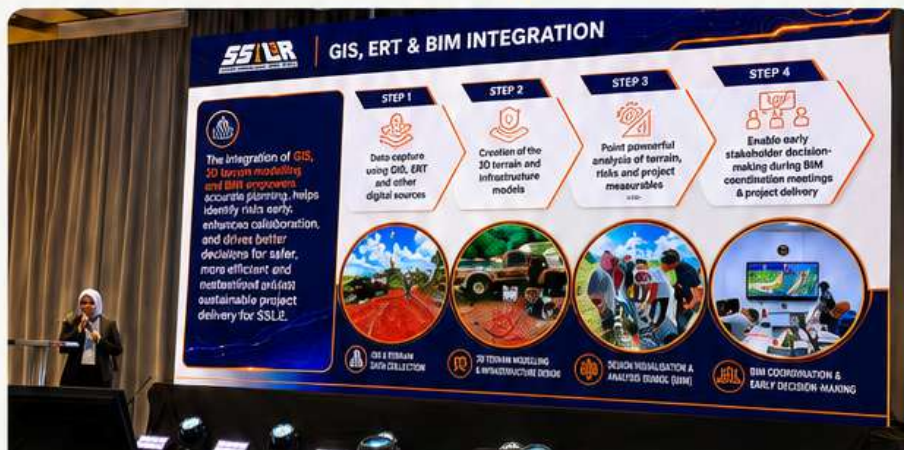 SSLR
GIS, ERT & BIM INTEGRATION
The integration of GIS,
3D terrain modelling
and BIM empowers
accurate planning, helps
identify risks early,
enhances collaboration,
and drives better
decisions for safer,
more efficient and
sustainable project
delivery for
STEP 1
Data capture
using GIS, ERT
and other
digital sources
STEP 2
Creation of the
3D terrain and
infrastructure
models
STEP 3
Point powerful
analysis of terrain,
risks and project
measurables
STEP 4
Enable early
stakeholder decision-
making during BIM
coordination meetings
& project delivery
DATA COLLECTION
3D TERRAIN MODELLING
& INFRASTRUCTURE DESIGN
DESIGN VISUALISATION &
ANALYSIS
BIM COORDINATION &
EARLY DECISION-MAKING